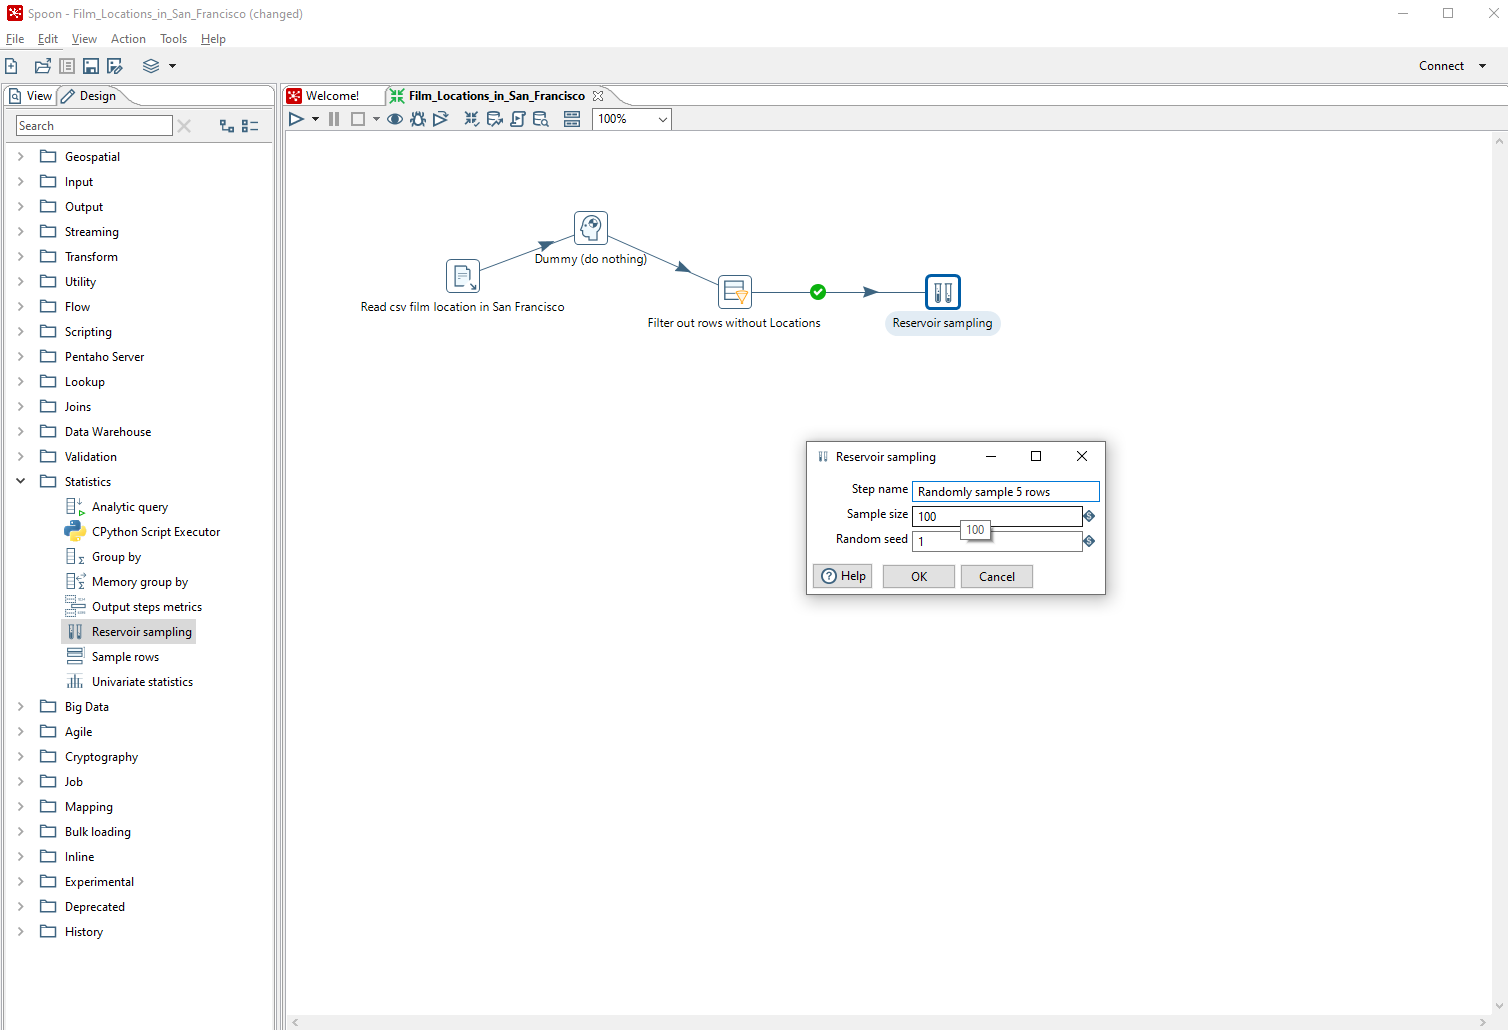 Spoon - Film_Locations_in_San_Francisco (changed)
File Edit View Action Tools Help
Connect
View Design
Welcome! Film_Locations_in_San_Francisco
Search
100%
Geospatial
Input
Output
Streaming
Transform
Utility
Flow
Scripting
Pentaho Server
Lookup
Joins
Data Warehouse
Validation
Statistics
Analytic query
CPython Script Executor
Group by
Memory group by
Output steps metrics
Reservoir sampling
Sample rows
Univariate statistics
Big Data
Agile
Cryptography
Job
Mapping
Bulk loading
Inline
Experimental
Deprecated
History
Dummy (do nothing)
Read csv film location in San Francisco
Filter out rows without Locations
Reservoir sampling
Reservoir sampling
Step name Randomly sample 5 rows
Sample size 100
100
Random seed 1
Help OK Cancel